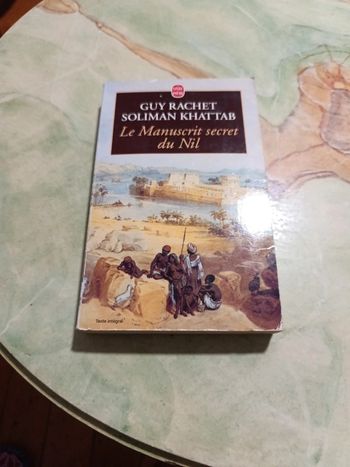 GUY RACHET
SOLIMAN KHATTAB
Le Manuscrit secret
du Nil
Texte intégral